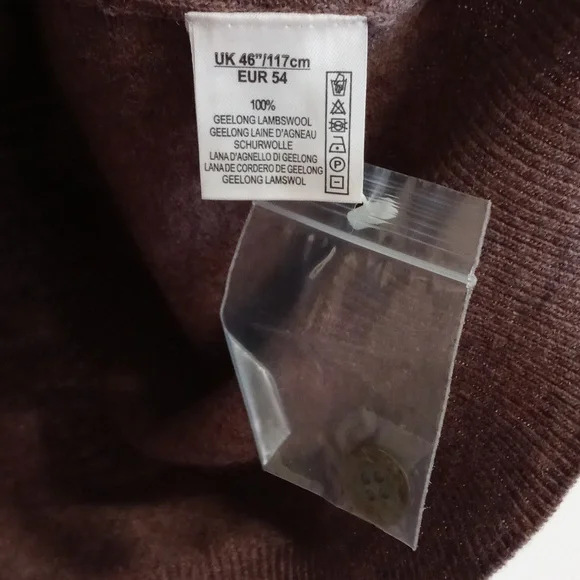 UK 46"/117cm
EUR 54
100%
GEELONG LAMBSWOOL
GEELONG LAINE D'AGNEAU
SCHURWOLLE
LANA D'AGNELLO DI GEELONG
LANA DE CORDERO DE GEELONG
GEELONG LAMSWOL
P